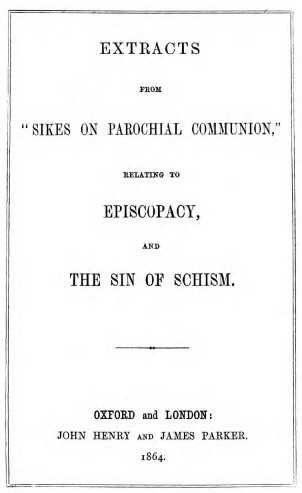 EXTRACTS
FROM
"SIKES ON PAROCHIAL COMMUNION,"
RELATING TO
EPISCOPACY,
AND
THE SIN OF SCHISM.
OXFORD and LONDON:
JOHN HENRY AND JAMES PARKER.
1864.